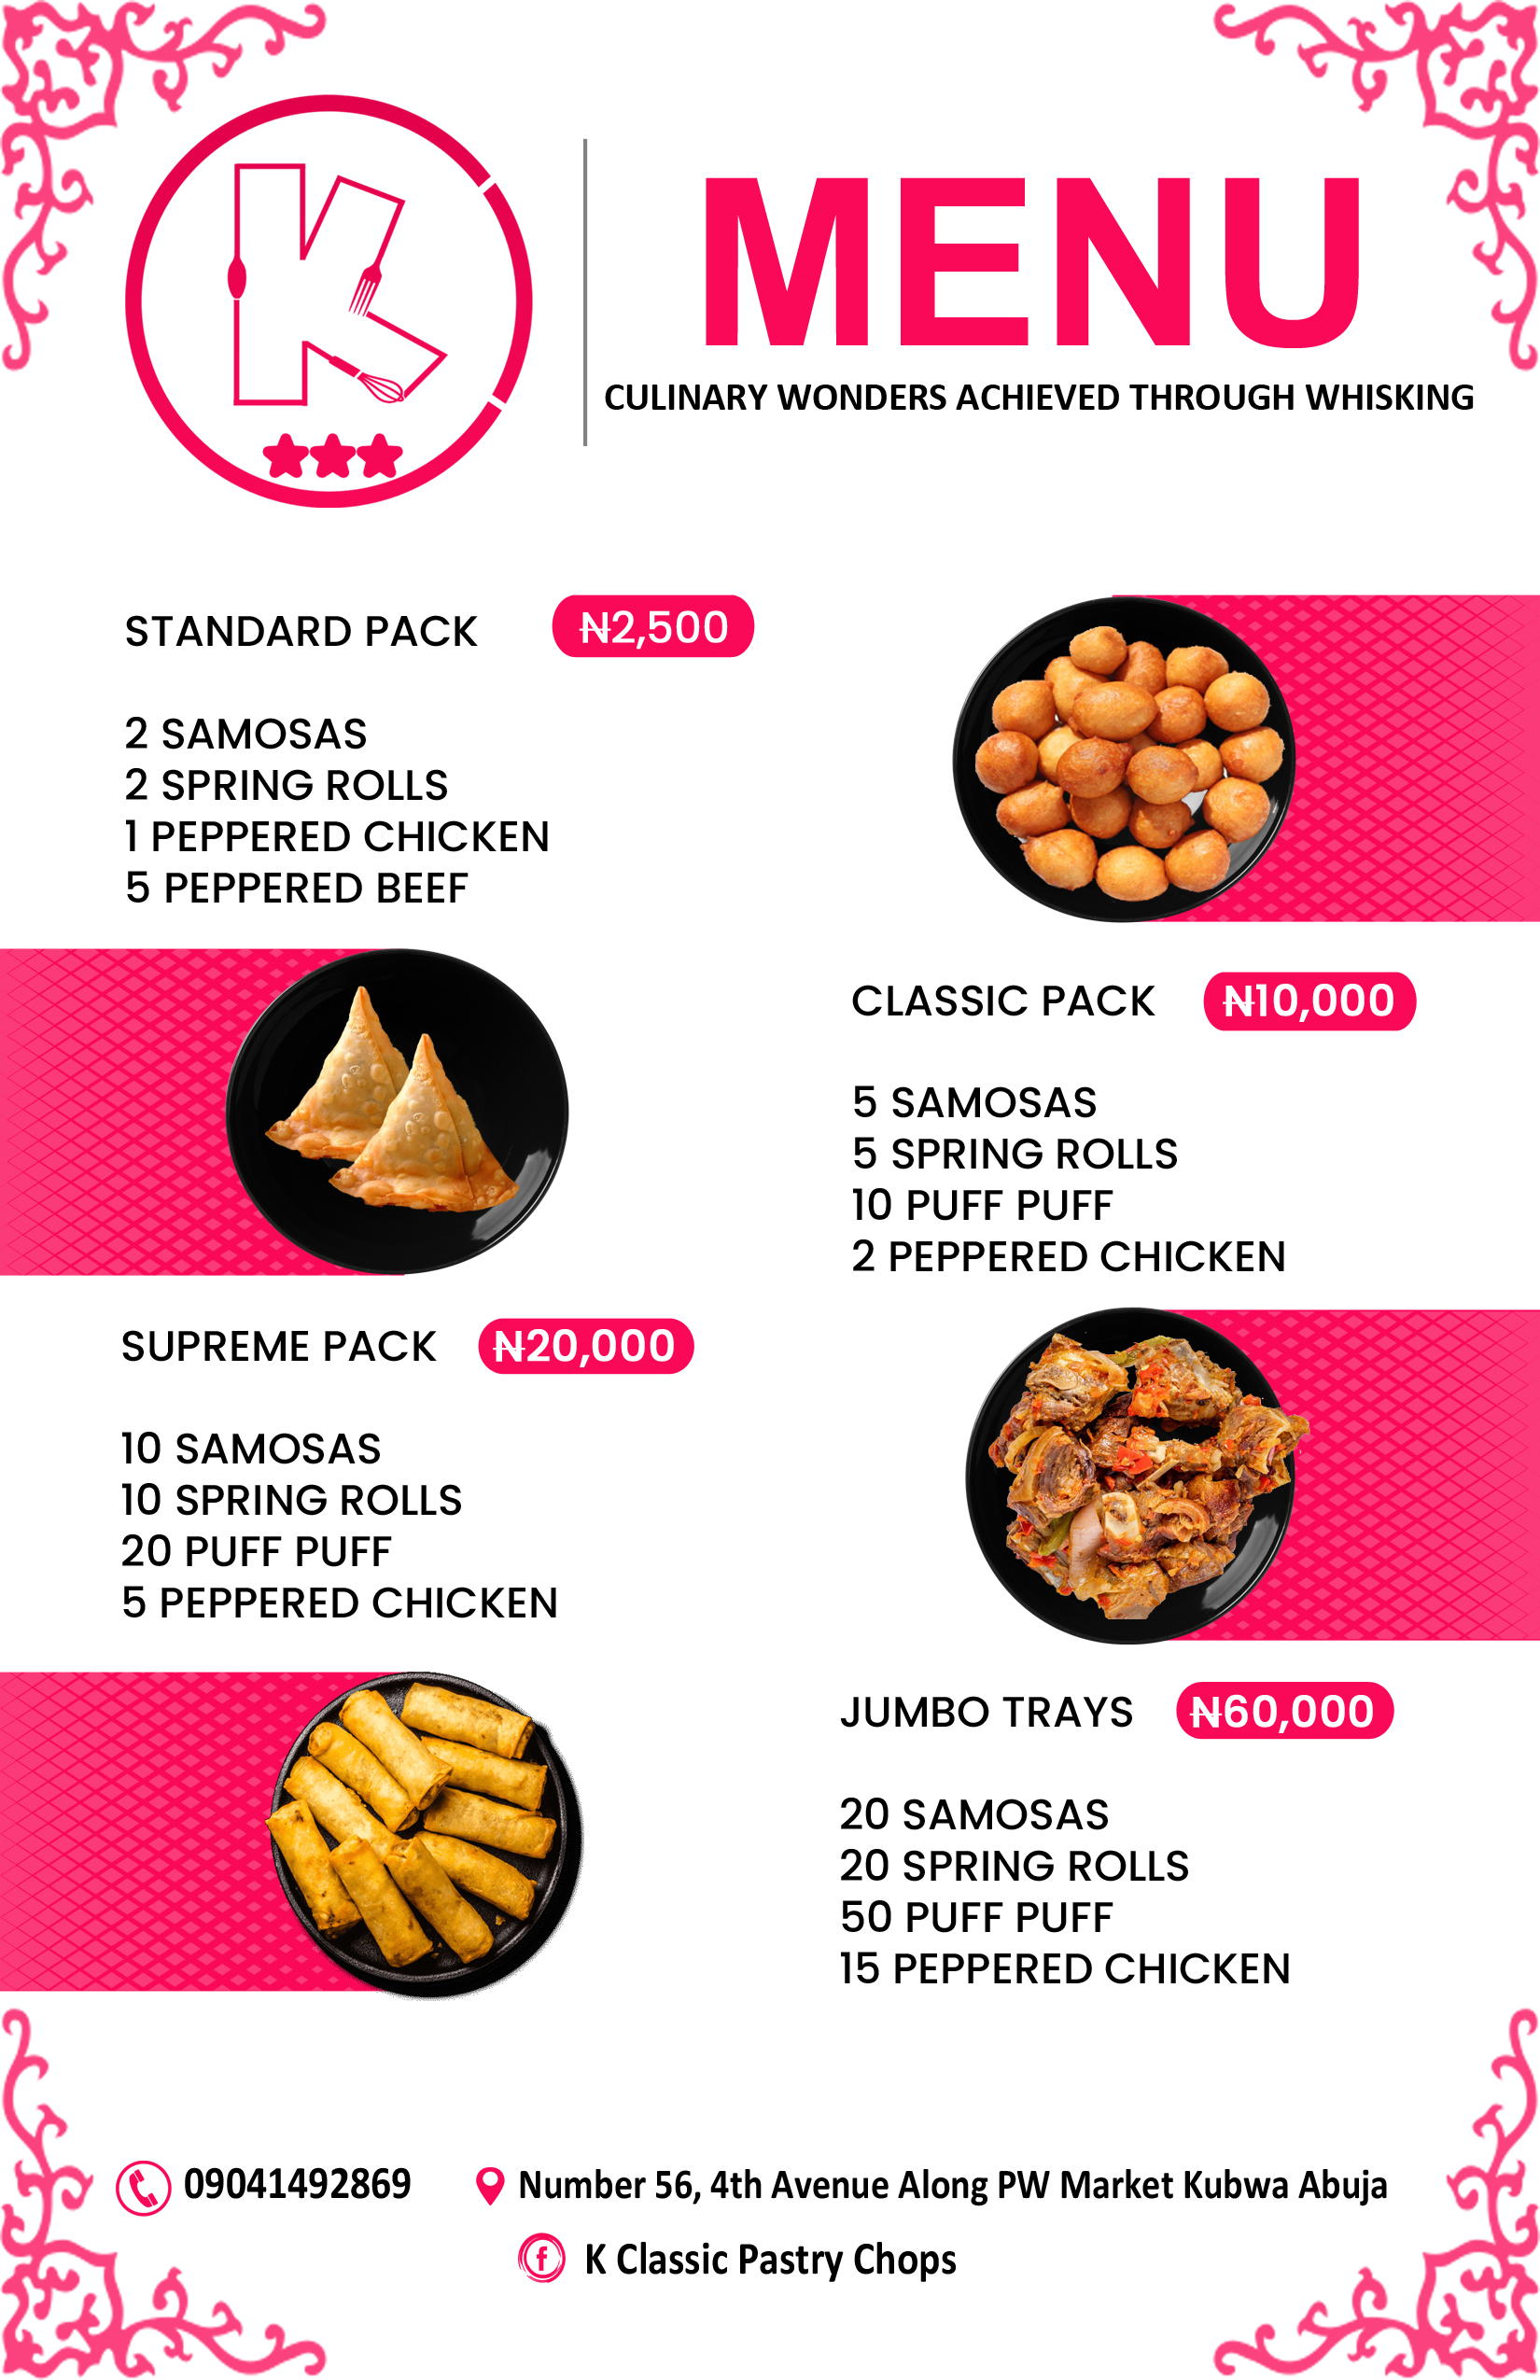 K
MENU
CULINARY WONDERS ACHIEVED THROUGH WHISKING
STANDARD PACK ₦2,500
2 SAMOSAS
2 SPRING ROLLS
1 PEPPERED CHICKEN
5 PEPPERED BEEF
CLASSIC PACK ₦10,000
5 SAMOSAS
5 SPRING ROLLS
10 PUFF PUFF
2 PEPPERED CHICKEN
SUPREME PACK ₦20,000
10 SAMOSAS
10 SPRING ROLLS
20 PUFF PUFF
5 PEPPERED CHICKEN
JUMBO TRAYS ₦60,000
20 SAMOSAS
20 SPRING ROLLS
50 PUFF PUFF
15 PEPPERED CHICKEN
09041492869 Number 56, 4th Avenue Along PW Market Kubwa Abuja
f K Classic Pastry Chops